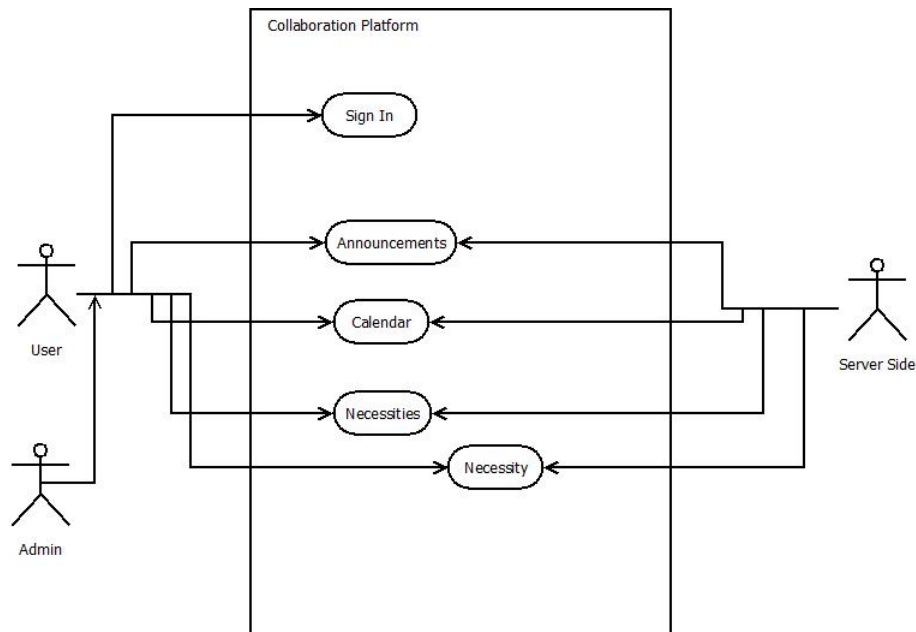 Collaboration Platform
Sign In
Announcements
Calendar
User
Server Side
Necessities
Necessity
Admin